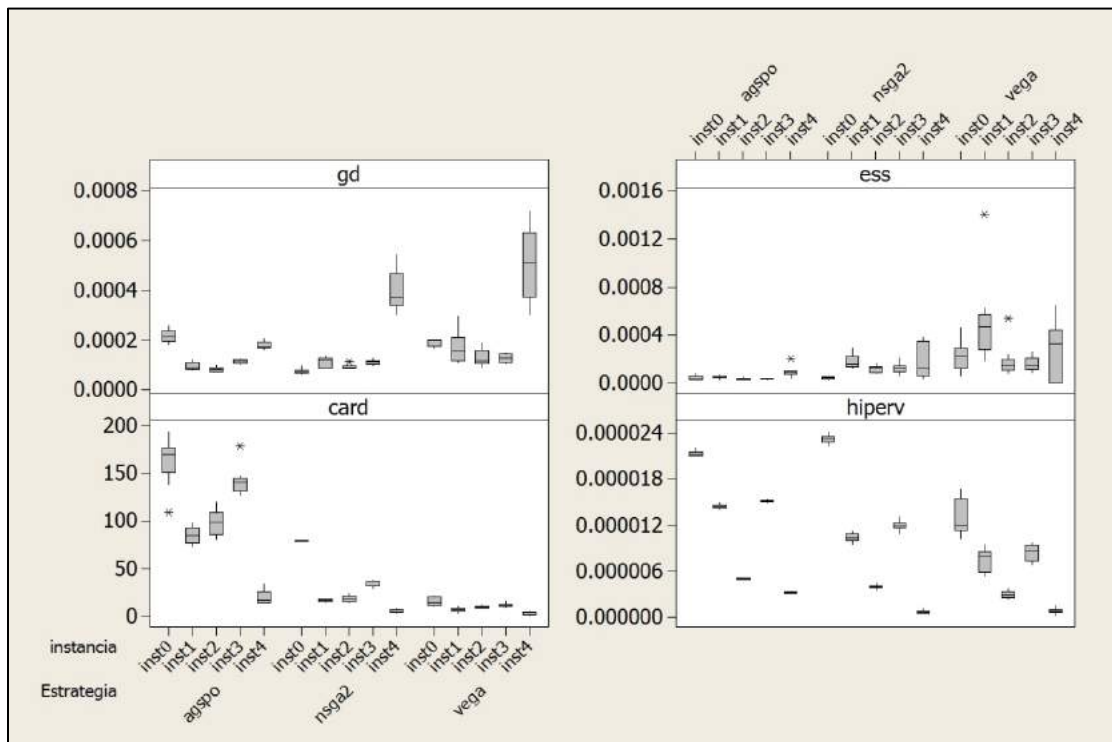 agspo nsga2 vega
inst0 inst1 inst2 inst3 inst4 inst0 inst1 inst2 inst3 inst4 inst0 inst1 inst2 inst3 inst4
gd
0.0008
0.0006
0.0004
0.0002
0.0000
ess
0.0016
0.0012
0.0008
0.0004
0.0000
card
200
150
100
50
0
hiperv
0.000024
0.000018
0.000012
0.000006
0.000000
instancia inst0 inst1 inst2 inst3 inst4 inst0 inst1 inst2 inst3 inst4 inst0 inst1 inst2 inst3 inst4
Estrategia agspo nsga2 vega